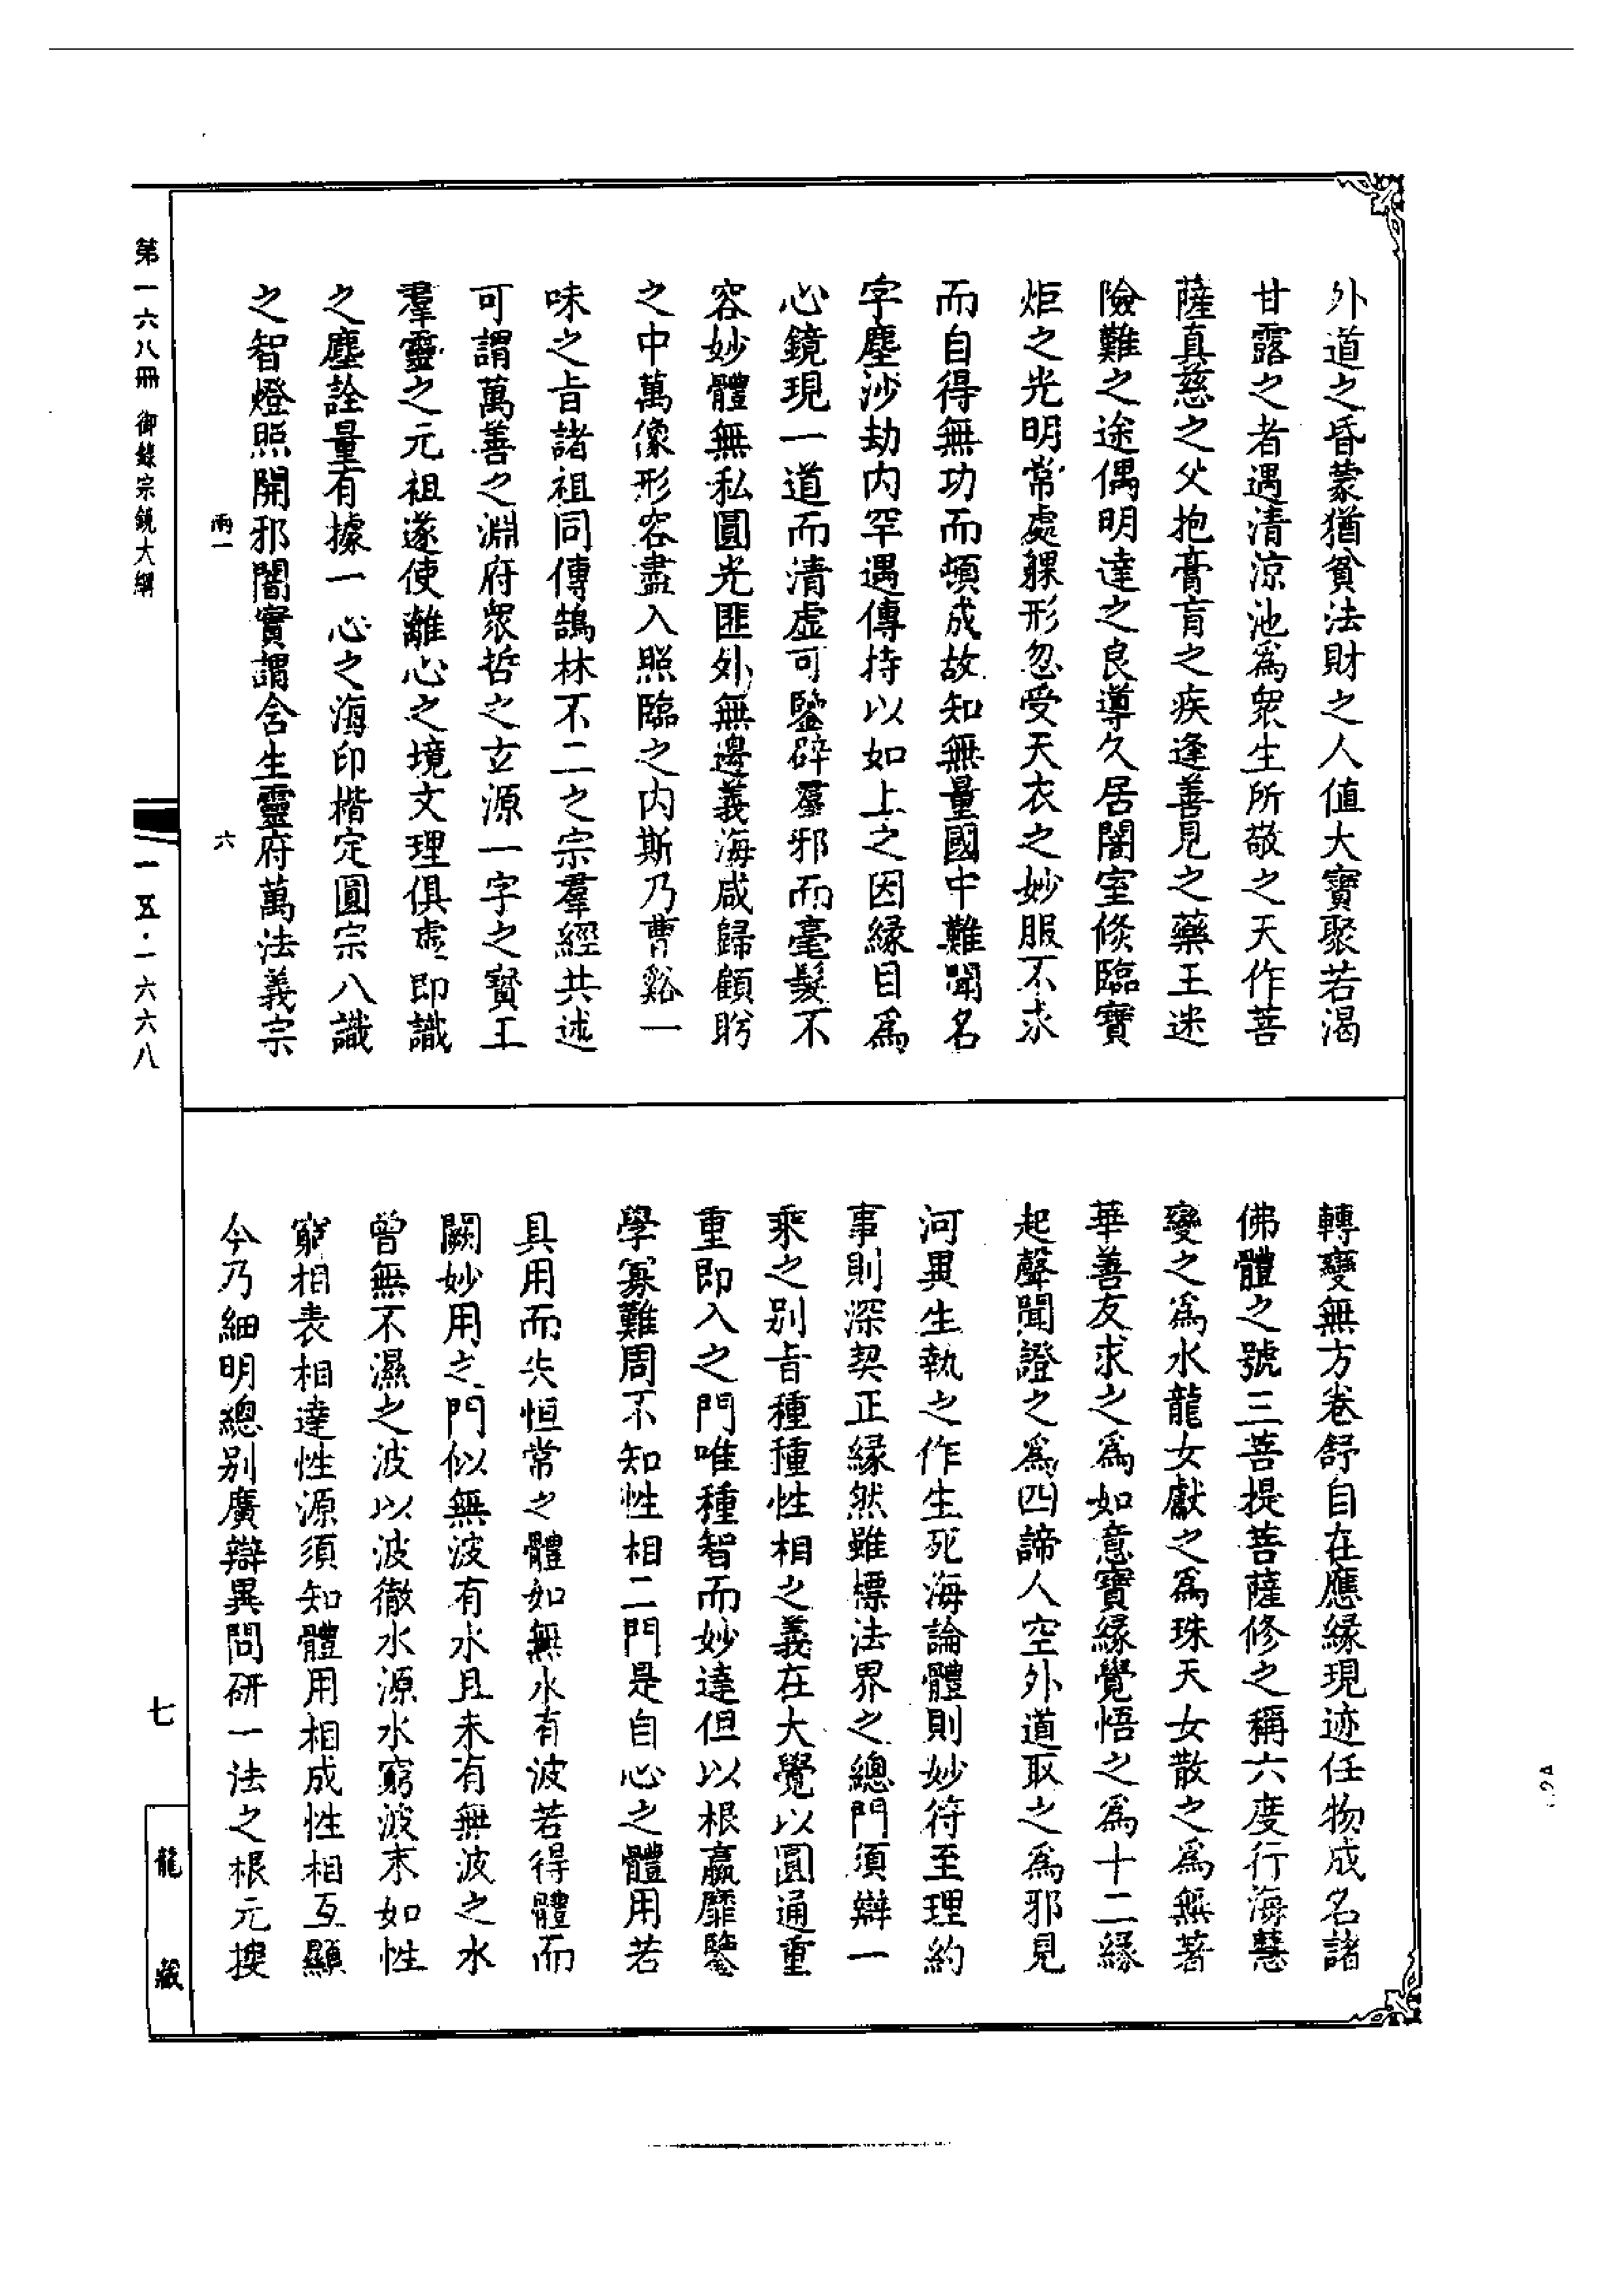 外道之昏蒙猶貧法財之人值大寶聚若渴
甘露之者遇清涼池爲衆生所敬之天作菩
薩真慈之父抱膏肓之疾逢善見之藥王迷
險難之途偶明達之良導久居闇室倐臨寶
炬之光明常處躶形忽受天衣之妙服不求
而自得無功而頓成故知無量國中難聞名
字塵沙劫内罕遇傳持以如上之因緣目爲
心鏡現一道而清虛可鑒辟羣邪而毫髮不
容妙體無私圓光匪外無邊義海咸歸顧盻
之中萬像形容盡入照臨之内斯乃曹谿一
味之旨諸祖同傳鵠林不二之宗羣經共述
可謂萬善之淵府衆哲之玄源一字之寶王
羣靈之元祖遂使離心之境文理俱虛即識
之塵詮量有據一心之海印楷定圓宗八識
之智燈照開邪闇實謂含生靈府萬法義宗
轉變無方卷舒自在應緣現迹任物成名諸
佛體之號三菩提菩薩修之稱六度行海慧
變之爲水龍女獻之爲珠天女散之爲無著
華善友求之爲如意寶緣覺悟之爲十二緣
起聲聞證之爲四諦人空外道取之爲邪見
河異生執之作生死海論體則妙符至理約
事則深契正緣然雖標法界之總門須辯一
乘之别旨種種性相之義在大覺以圓通重
重即入之門唯種智而妙達但以根羸靡鑒
學寡難周不知性相二門是自心之體用若
具用而失恒常之體如無水有波若得體而
闕妙用之門似無波有水且未有無波之水
曾無不濕之波以波徹水源水窮波末如性
窮相表相達性源須知體用相成性相互顯
今乃細明總别廣辯異問研一法之根元搜
兩一
六
第一六八冊 御錄宗鏡大綱
一五·一六六八
七
龍藏